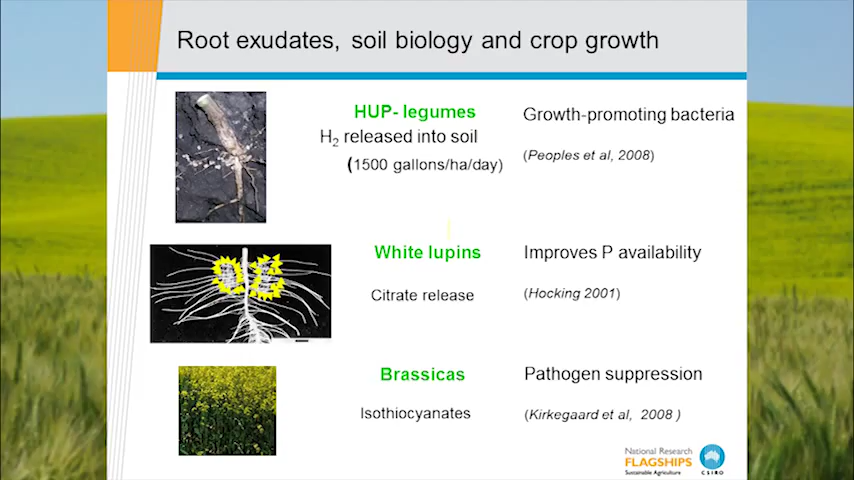 Root exudates, soil biology and crop growth
HUP- legumes
H2 released into soil
(1500 gallons/ha/day)
Growth-promoting bacteria
(Peoples et al, 2008)
White lupins
Citrate release
Improves P availability
(Hocking 2001)
Brassicas
Isothiocyanates
Pathogen suppression
(Kirkegaard et al, 2008 )
National Research
FLAGSHIPS
Sustainable Agriculture
CSIRO